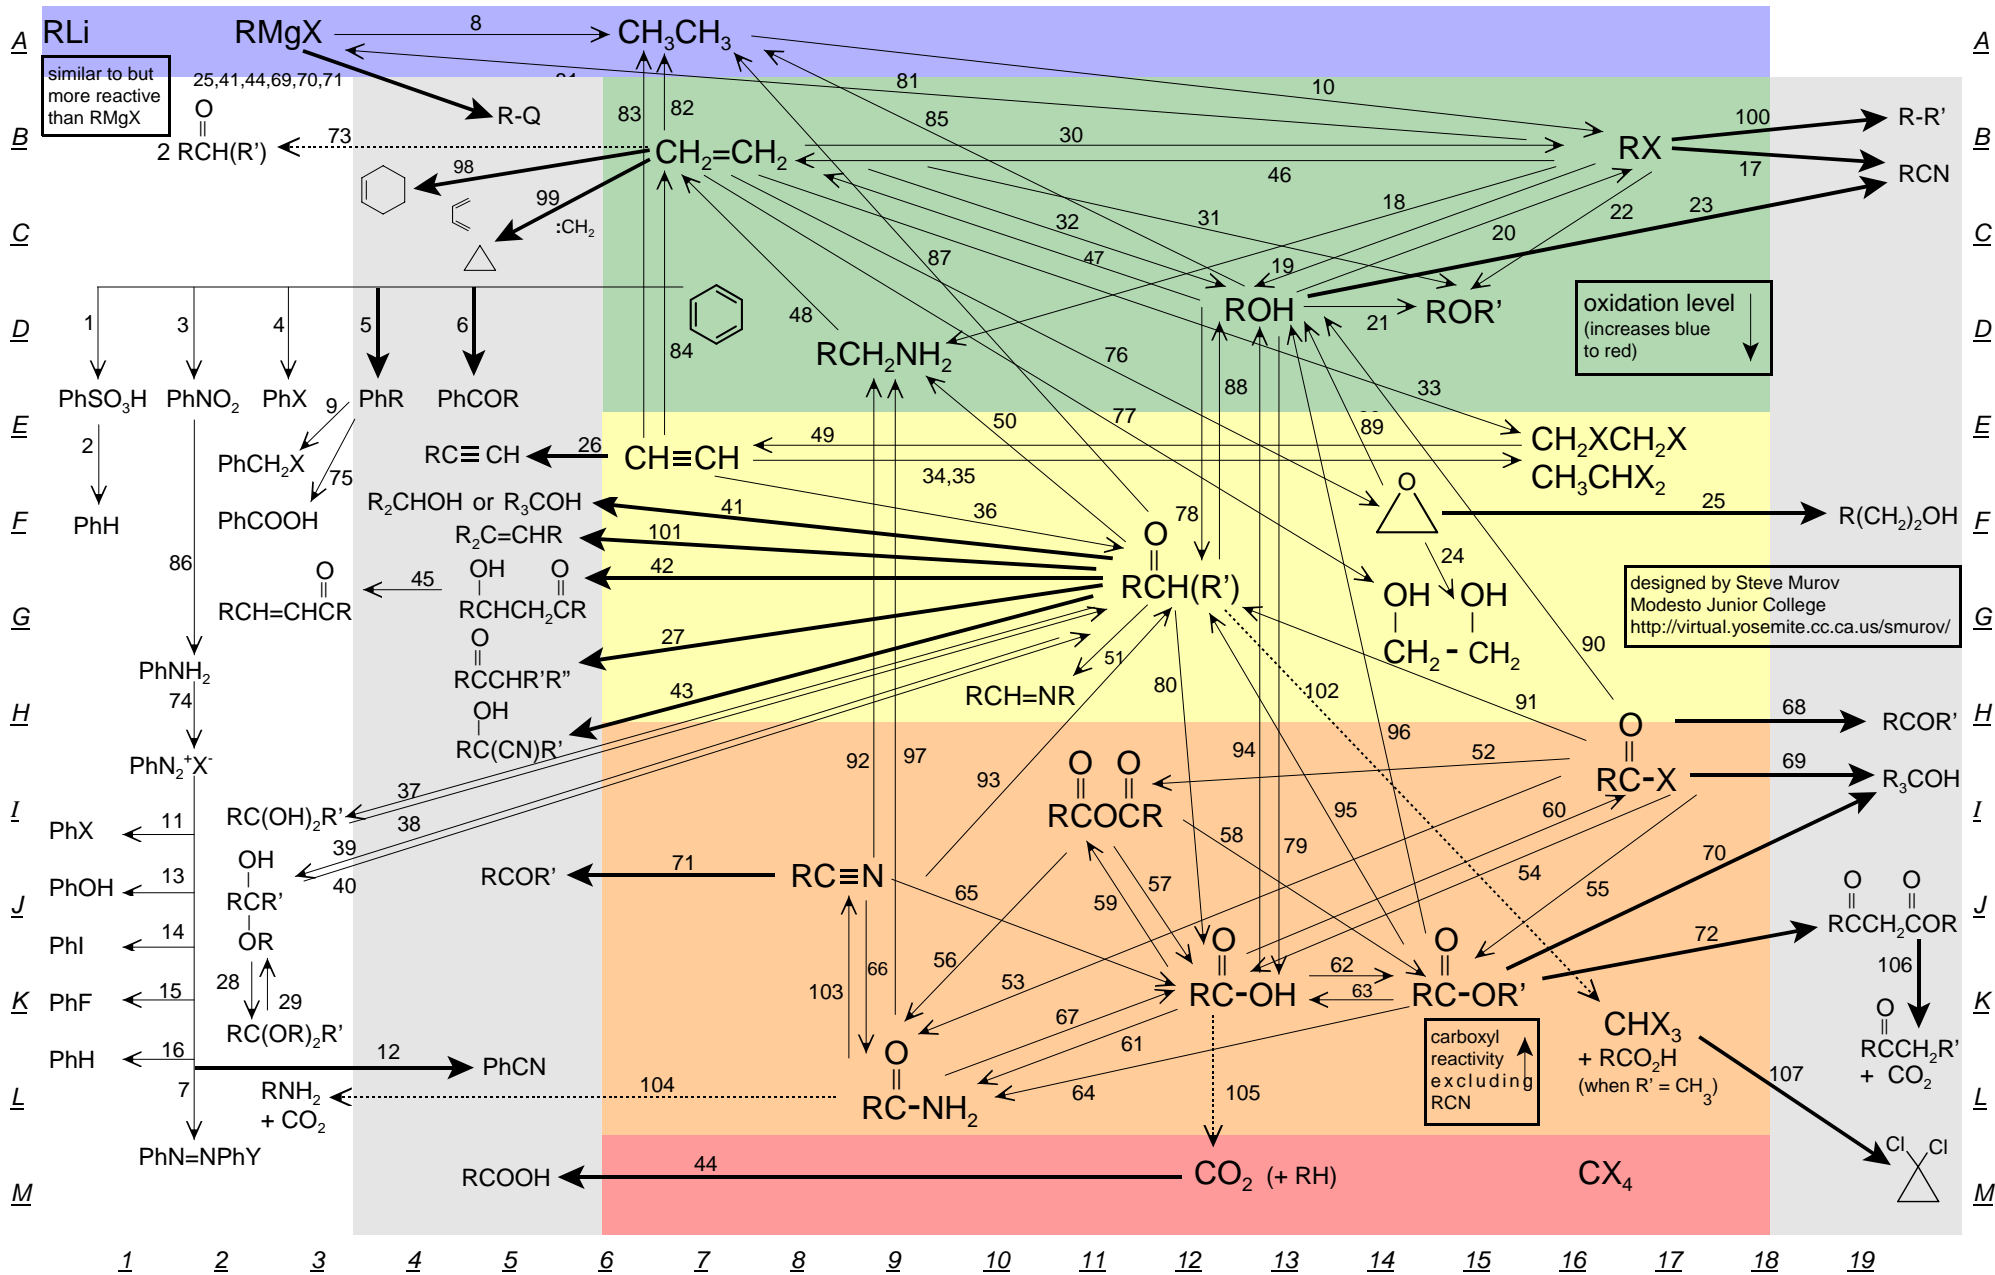 A
RLi
RMgX
8
CH3CH3
A
similar to but
more reactive
than RMgX
25,41,44,69,70,71
81
10
O
2 RCH(R')
73
R-Q
83
82
85
30
B
CH2=CH2
RX
100
R-R'
B
17
RCN
98
99
:CH2
46
18
23
22
31
32
20
C
47
87
19
C
1
3
4
5
6
D
48
84
ROH
21
ROR'
oxidation level
(increases blue
to red)
D
RCH2NH2
76
88
33
PhSO3H
PhNO2
PhX
9
PhR
PhCOR
50
77
89
E
2
RC≡CH
26
CH≡CH
49
CH2XCH2X
E
PhCH2X
75
34,35
CH3CHX2
R2CHOH or R3COH
41
36
O
F
PhH
PhCOOH
R2C=CHR
101
O
78
25
R(CH2)2OH
F
86
O
45
OH
O
42
24
RCH=CHCR
RCHCH2CR
RCH(R')
OH
OH
designed by Steve Murov
Modesto Junior College
http://virtual.yosemite.cc.ca.us/smurov/
G
O
27
51
90
CH2 - CH2
G
PhNH2
RCCHR'R"
43
RCH=NR
80
102
91
H
74
OH
O
68
RCOR'
H
RC(CN)R'
92
97
94
96
52
PhN2+X-
93
O
O
RC-X
69
R3COH
37
RCOCR
95
60
I
RC(OH)2R'
38
I
PhX
11
39
58
79
70
OH
40
RCOR'
71
RC≡N
57
54
55
O
O
PhOH
13
65
59
J
RCR'
RCCH2COR
J
OR
O
O
72
PhI
14
56
66
53
62
106
28
103
K
PhF
15
29
RC-OH
63
RC-OR'
O
K
RC(OR)2R'
67
CHX3
carboxyl
reactivity
excluding
RCN
RCCH2R'
+ CO2
PhH
16
12
PhCN
O
61
+ RCO2H
(when R' = CH3)
107
7
RNH2
+ CO2
104
64
105
L
RC-NH2
L
PhN=NPhY
Cl
Cl
RCOOH
44
CO2 (+ RH)
CX4
M
M
1
2
3
4
5
6
7
8
9
10
11
12
13
14
15
16
17
18
19